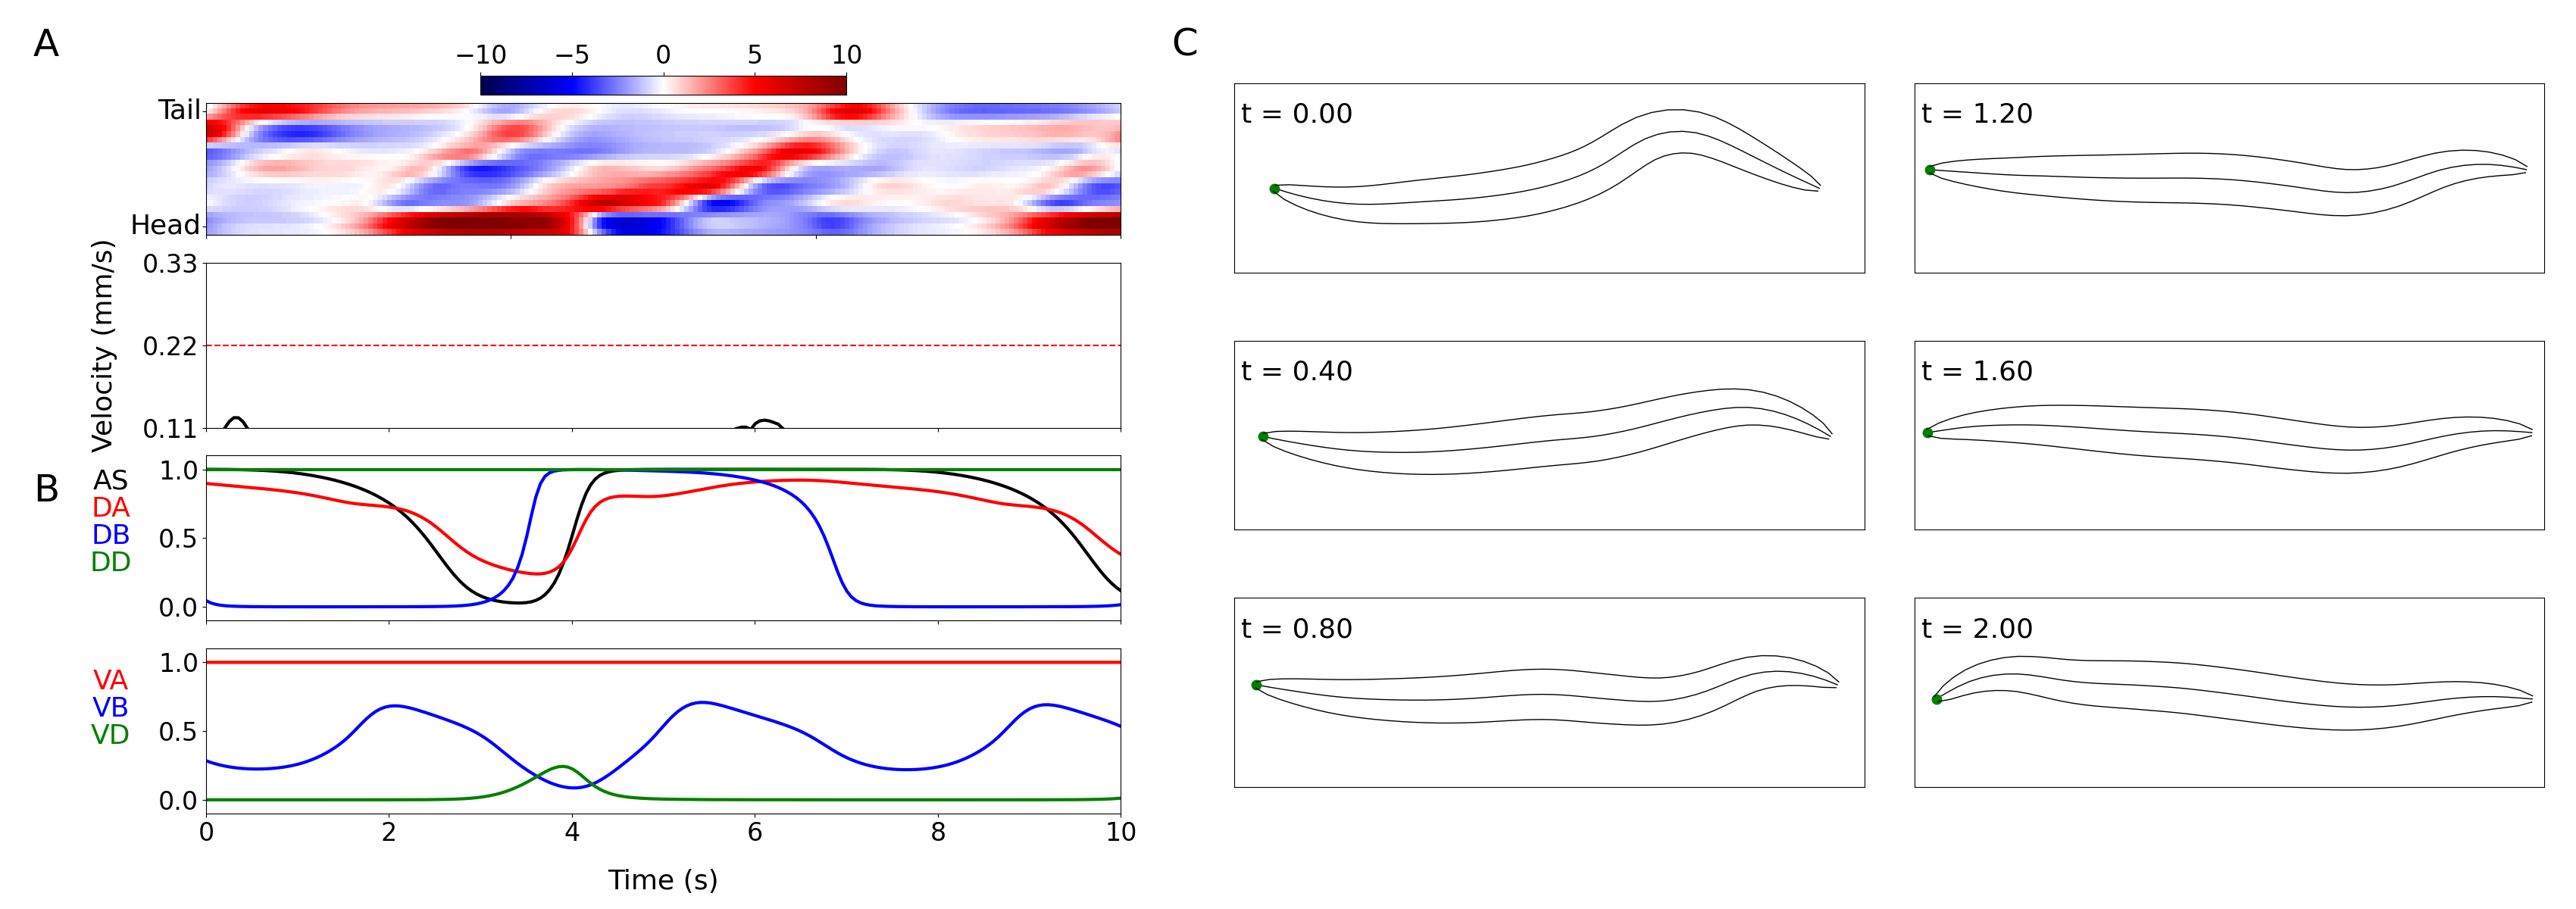 A
−10 −5 0 5 10
Tail
Head
Velocity (mm/s)
0.33
0.22
0.11
B
AS
DA
DB
DD
1.0
0.5
0.0
VA
VB
VD
1.0
0.5
0.0
0 2 4 6 8 10
Time (s)
C
t = 0.00
t = 1.20
t = 0.40
t = 1.60
t = 0.80
t = 2.00